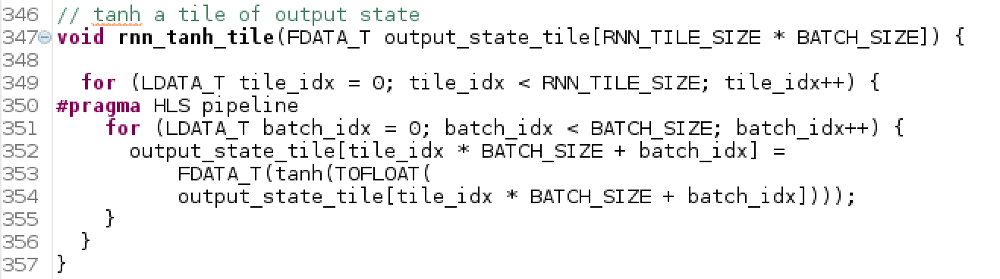 346 // tanh a tile of output state
347 void rnn_tanh_tile(FDATA_T output_state_tile[RNN_TILE_SIZE * BATCH_SIZE]) {
348
349   for (LDATA_T tile_idx = 0; tile_idx < RNN_TILE_SIZE; tile_idx++) {
350 #pragma HLS pipeline
351     for (LDATA_T batch_idx = 0; batch_idx < BATCH_SIZE; batch_idx++) {
352       output_state_tile[tile_idx * BATCH_SIZE + batch_idx] =
353           FDATA_T(tanh(TOFLOAT(
354           output_state_tile[tile_idx * BATCH_SIZE + batch_idx])));
355     }
356   }
357 }